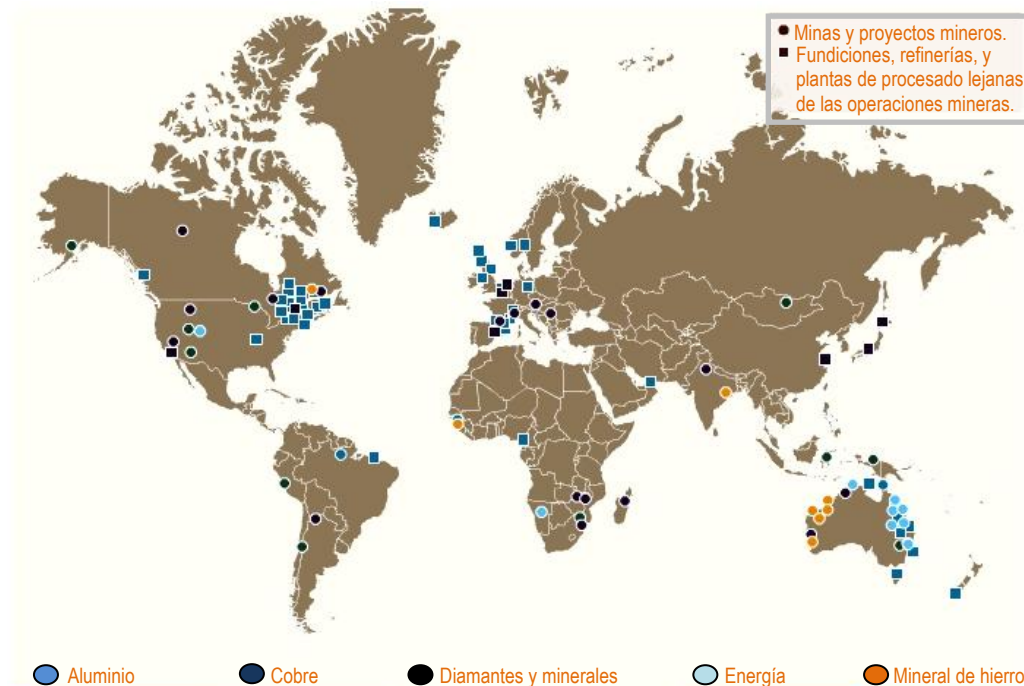 Minas y proyectos mineros.
Fundiciones, refinerías, y
plantas de procesado lejanas
de las operaciones mineras.
Aluminio
Cobre
Diamantes y minerales
Energía
Mineral de hierro